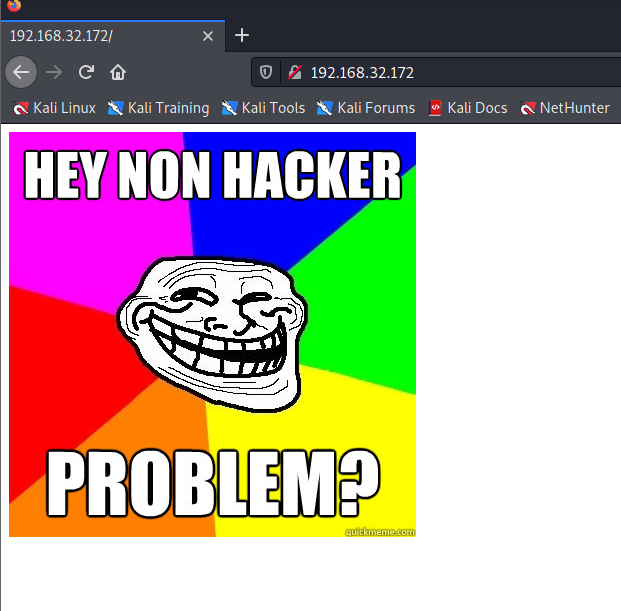 192.168.32.172/
192.168.32.172
Kali Linux Kali Training Kali Tools Kali Forums Kali Docs NetHunter
HEY NON HACKER
PROBLEM?
quickmeme.com